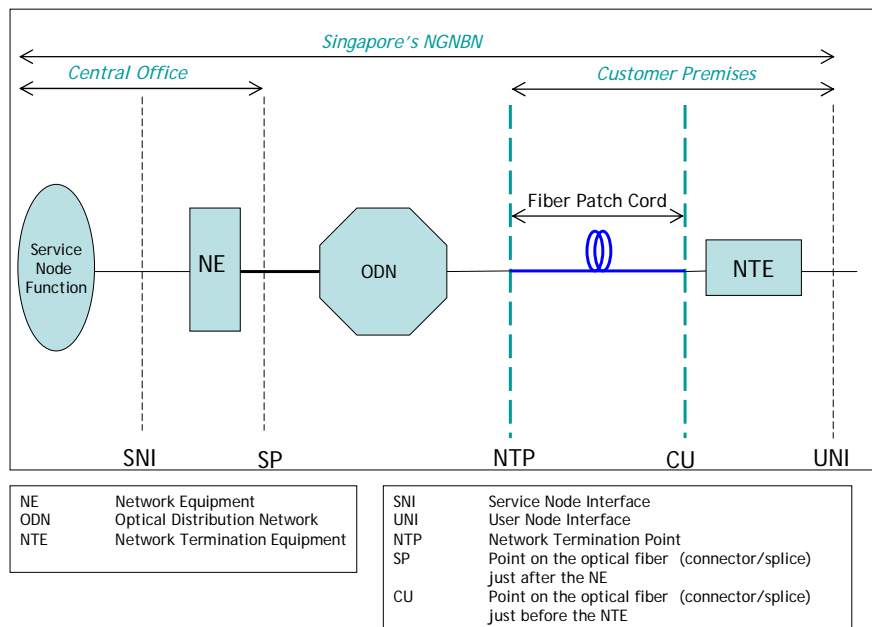 Singapore's NGNBN
Central Office
Customer Premises
Fiber Patch Cord
Service
Node
Function
NE
ODN
NTE
SNI
SP
NTP
CU
UNI
NE Network Equipment
ODN Optical Distribution Network
NTE Network Termination Equipment
SNI Service Node Interface
UNI User Node Interface
NTP Network Termination Point
SP Point on the optical fiber (connector/splice)
just after the NE
CU Point on the optical fiber (connector/splice)
just before the NTE